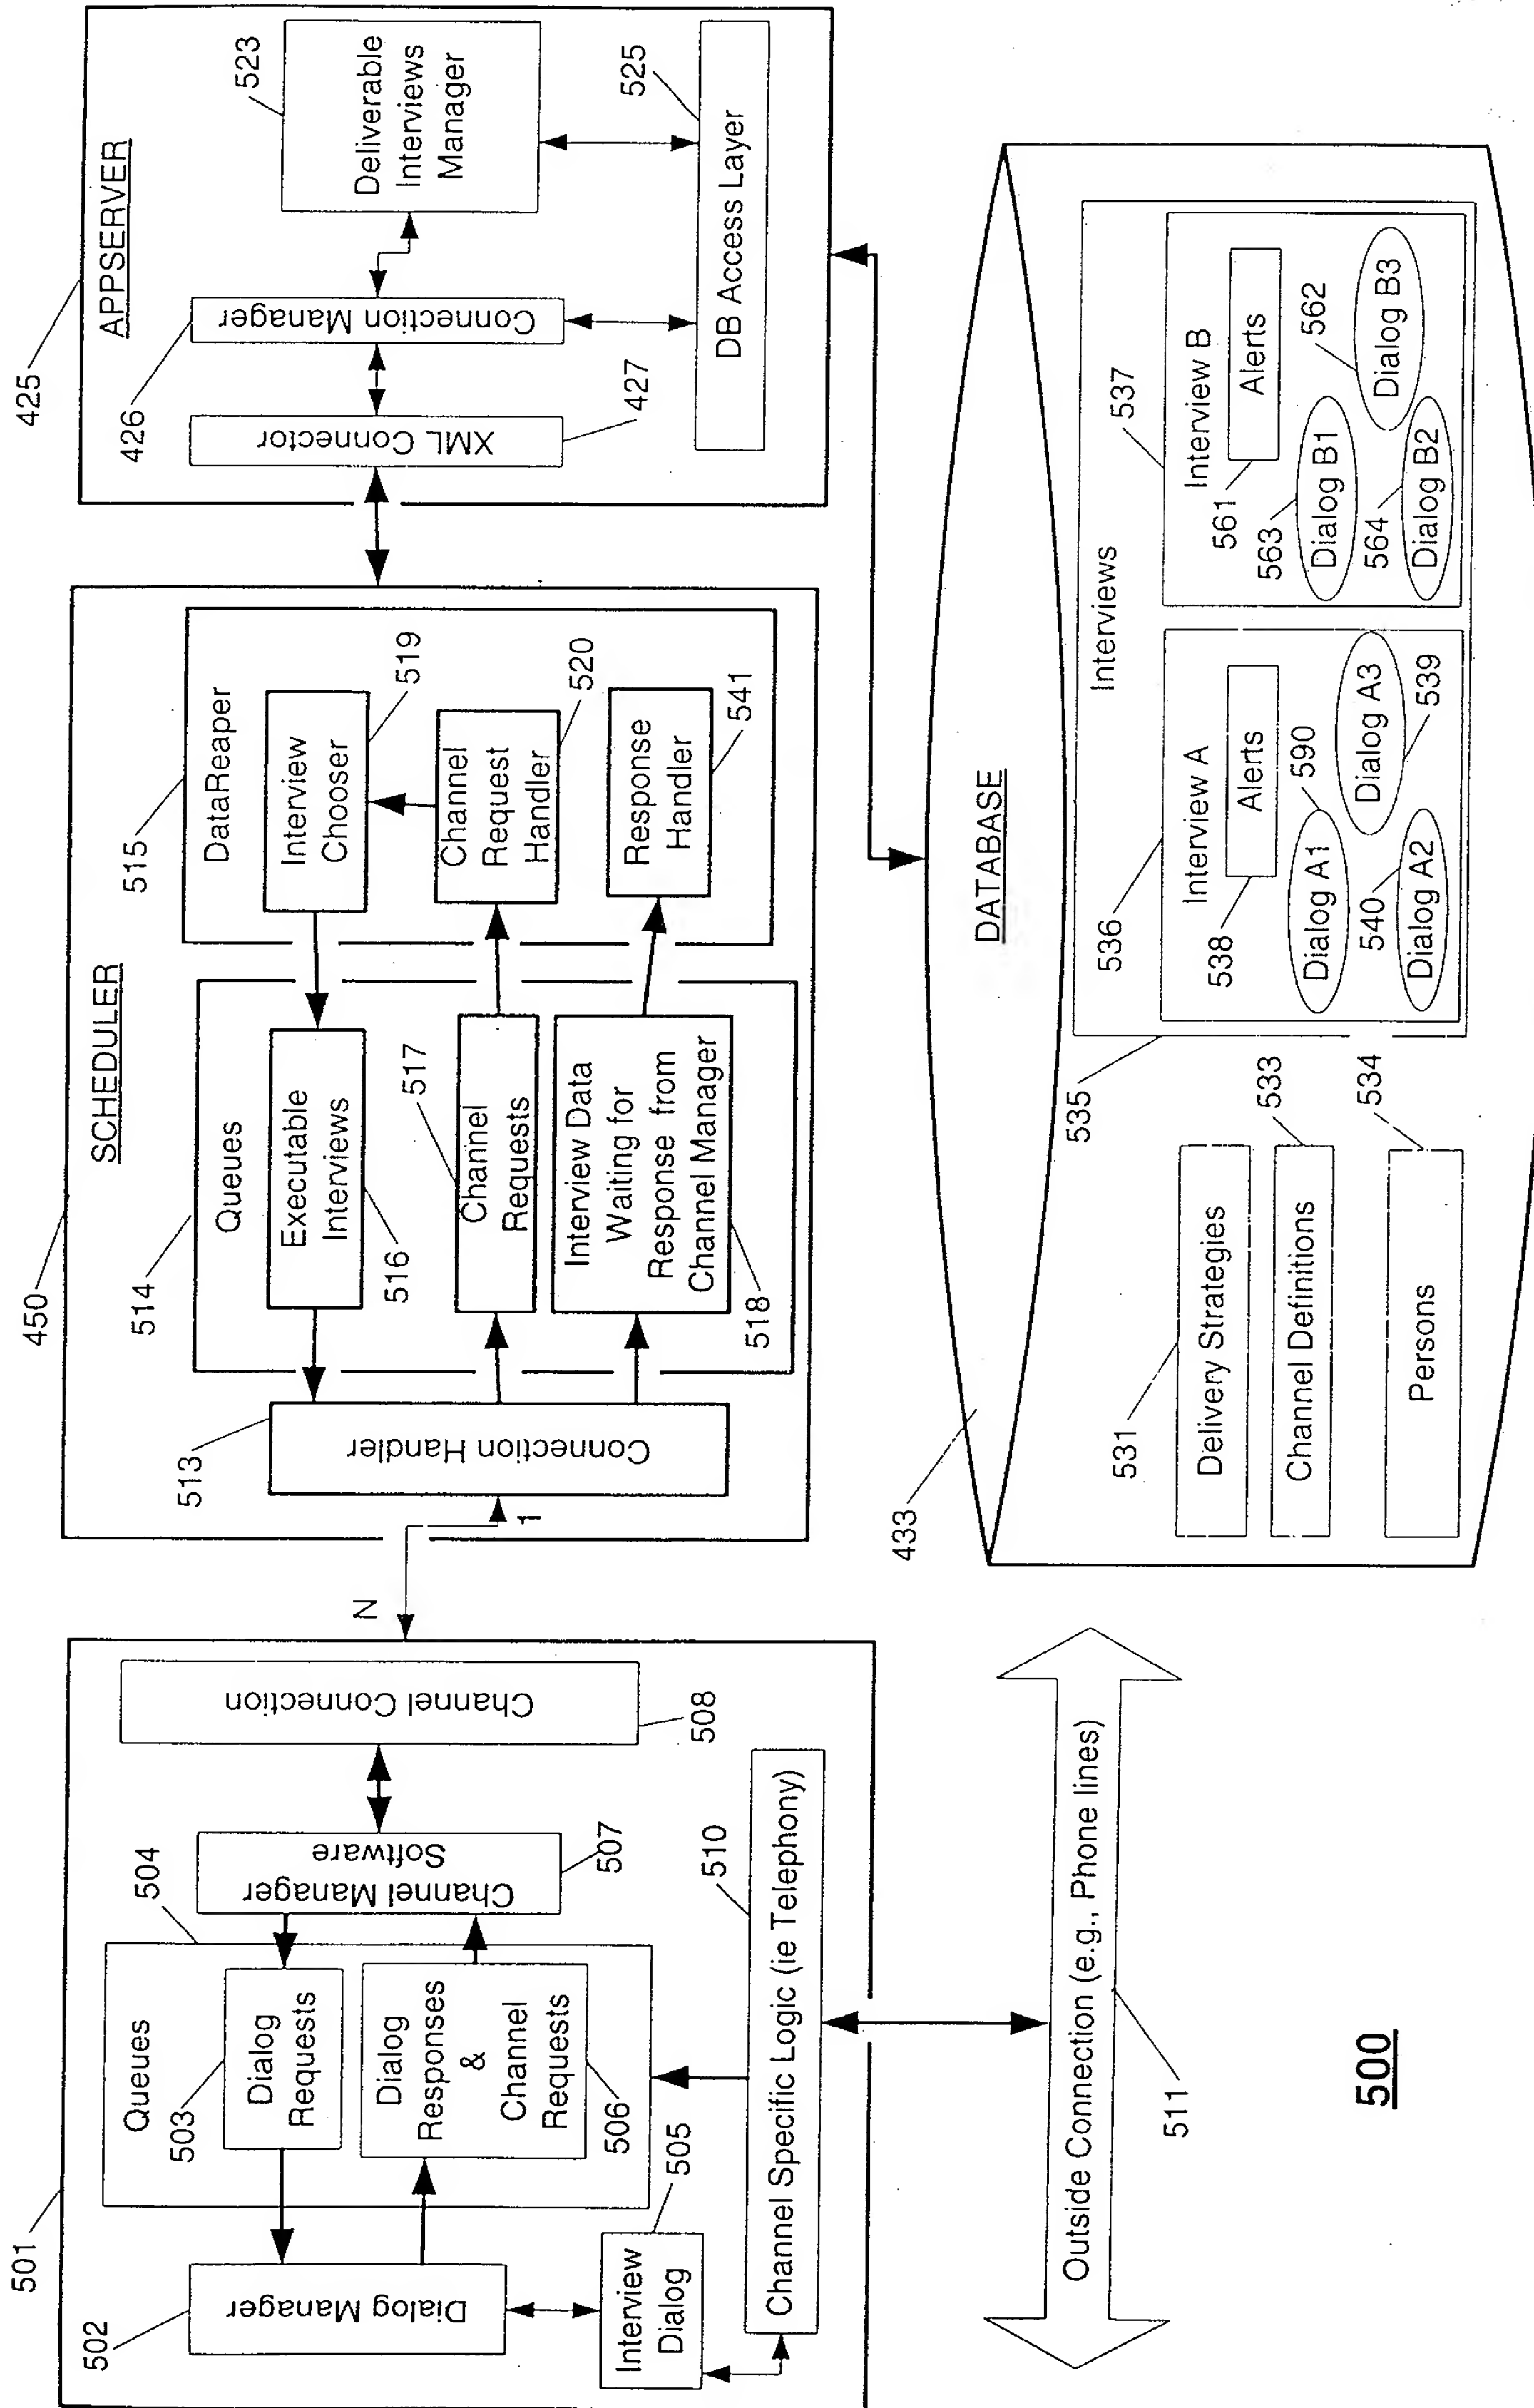 501
502
Dialog Manager
Queues
503
Dialog
Requests
504
Dialog
Responses
&
Channel
Requests
506
505
Interview
Dialog
Channel Manager
Software
507
Channel Connection
508
510
Channel Specific Logic (ie Telephony)
Outside Connection (e.g., Phone lines)
511
N
1
450
SCHEDULER
513
Connection Handler
514
Queues
Executable
Interviews
516
517
Channel
Requests
Interview Data
Waiting for
Response from
Channel Manager
518
515
DataReaper
Interview
Chooser
519
Channel
Request
Handler
520
Response
Handler
541
425
APPSERVER
426
Connection Manager
XML Connector
427
523
Deliverable
Interviews
Manager
525
DB Access Layer
433
DATABASE
531
Delivery Strategies
Channel Definitions
533
Persons
534
535
Interviews
536
Interview A
538
Alerts
Dialog A1
590
540
Dialog A2
Dialog A3
539
537
Interview B
561
Alerts
563
Dialog B1
564
Dialog B2
562
Dialog B3
500